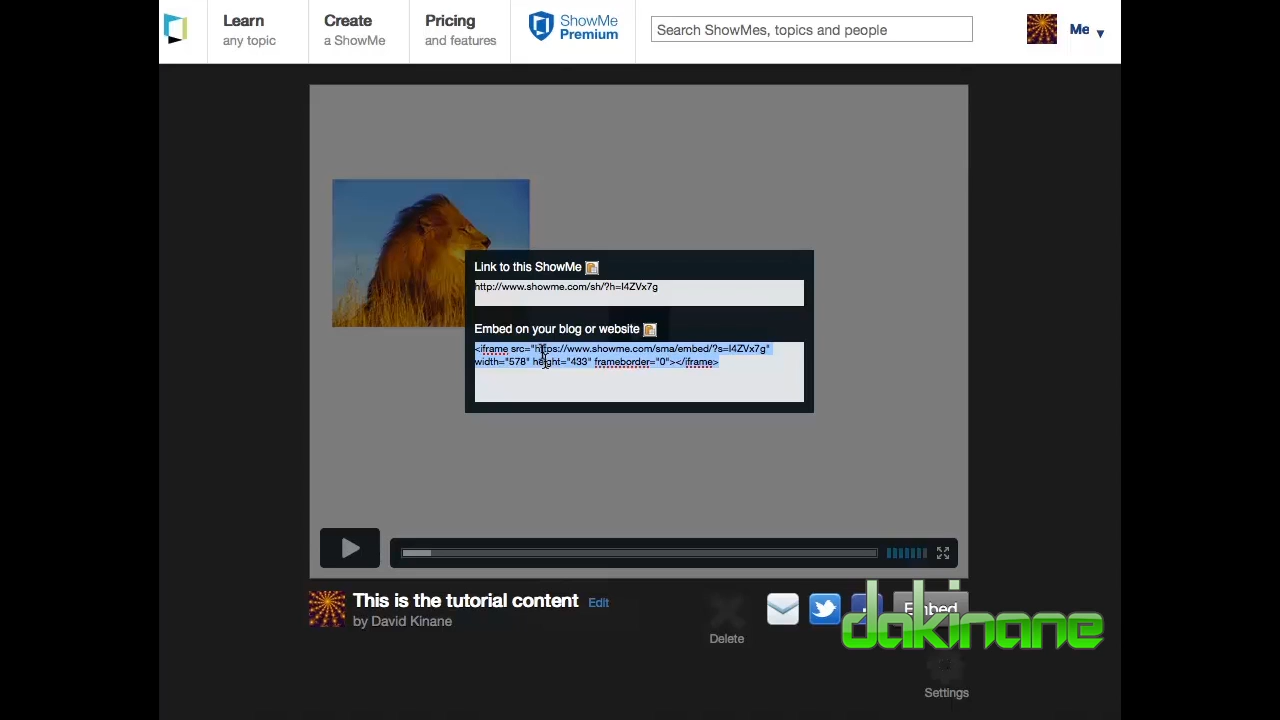 Learn
any topic
Create
a ShowMe
Pricing
and features
ShowMe
Premium
Search ShowMes, topics and people
Me
Link to this ShowMe
http://www.showme.com/sh/?h=l4ZVx7g
Embed on your blog or website
<iframe src="https://www.showme.com/sma/embed/?s=l4ZVx7g"
width="578" height="433" frameborder="0"></iframe>
This is the tutorial content Edit
by David Kinane
Delete
Embed
dakinane
Settings